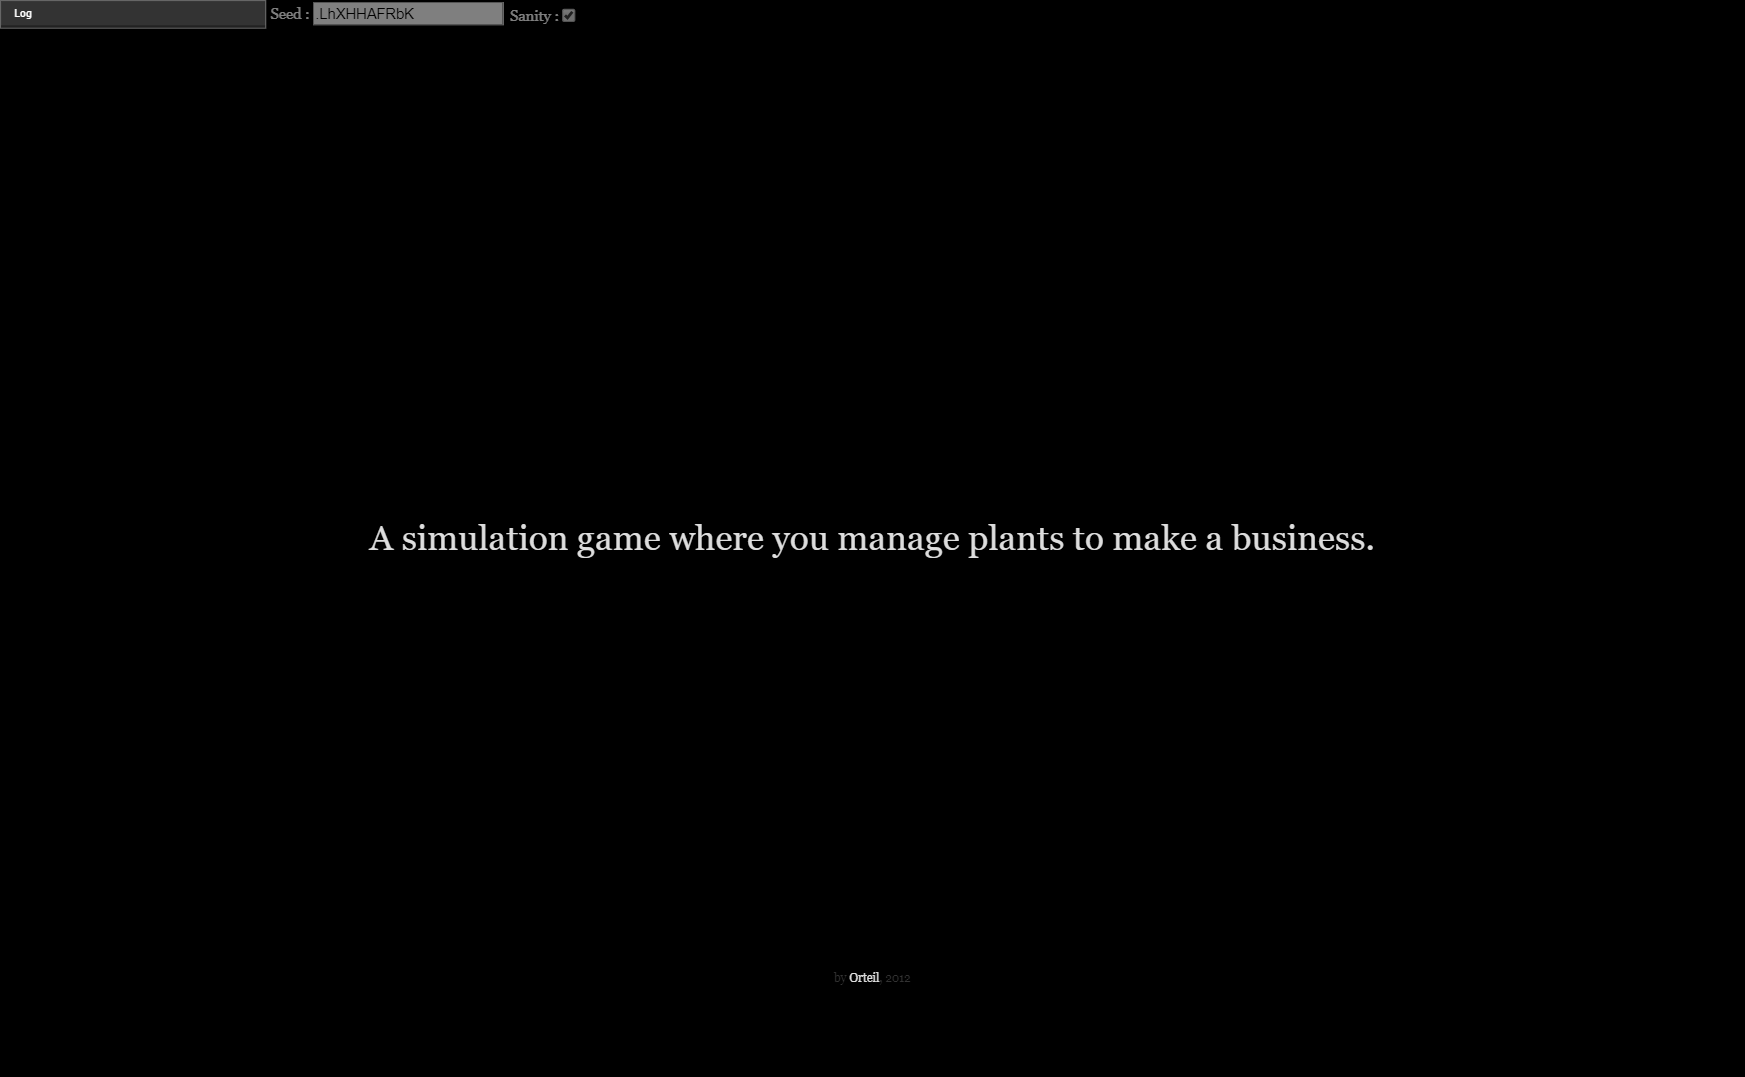 Log
Seed : .LhXHHAFRbK Sanity :
A simulation game where you manage plants to make a business.
by Orteil, 2012